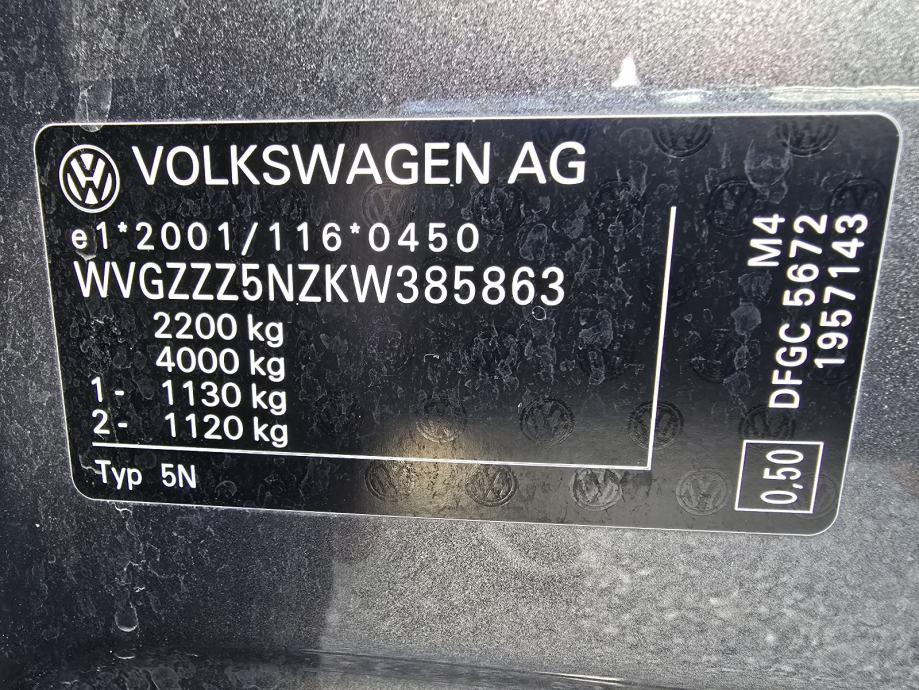 VOLKSWAGEN AG
e1*2001/116*0450
WVGZZZ5NZKW385863
2200 kg
4000 kg
1- 1130 kg
2- 1120 kg
Typ 5N
M4
DFGC 5672
1957143
0,50